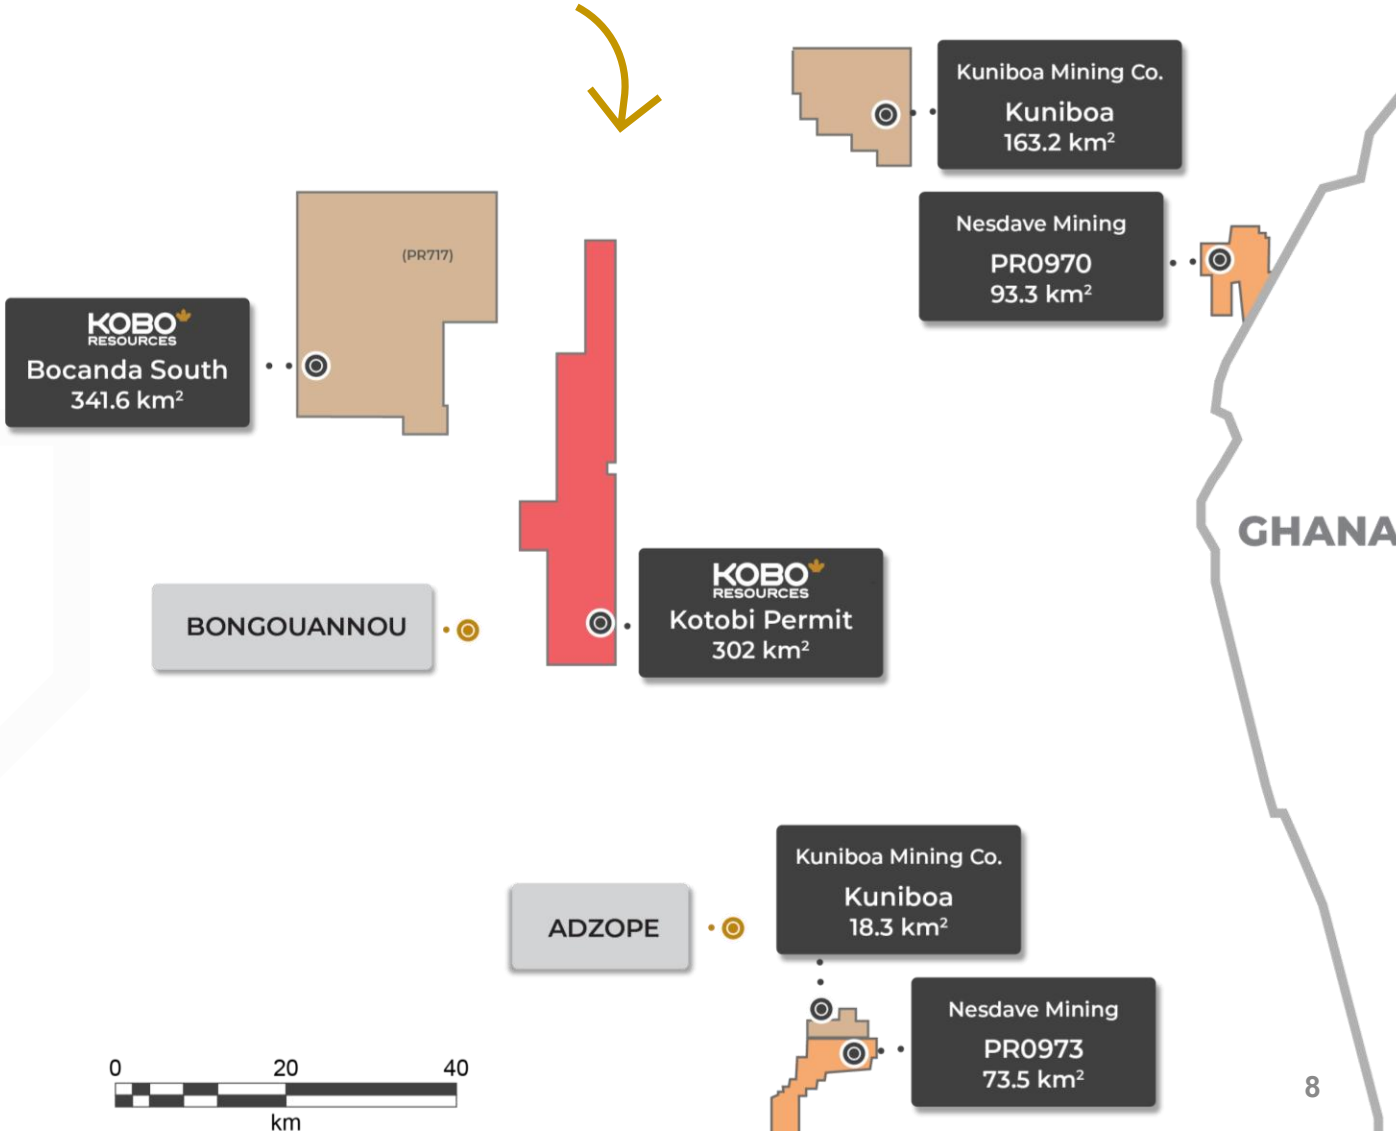 Kuniboa Mining Co.
Kuniboa
163.2 km²
Nesdave Mining
PR0970
93.3 km²
(PR717)
KOBO
RESOURCES
Bocanda South
341.6 km²
GHANA
BONGOUANNOU
KOBO
RESOURCES
Kotobi Permit
302 km²
ADZOPE
Kuniboa Mining Co.
Kuniboa
18.3 km²
Nesdave Mining
PR0973
73.5 km²
0 20 40
km
8